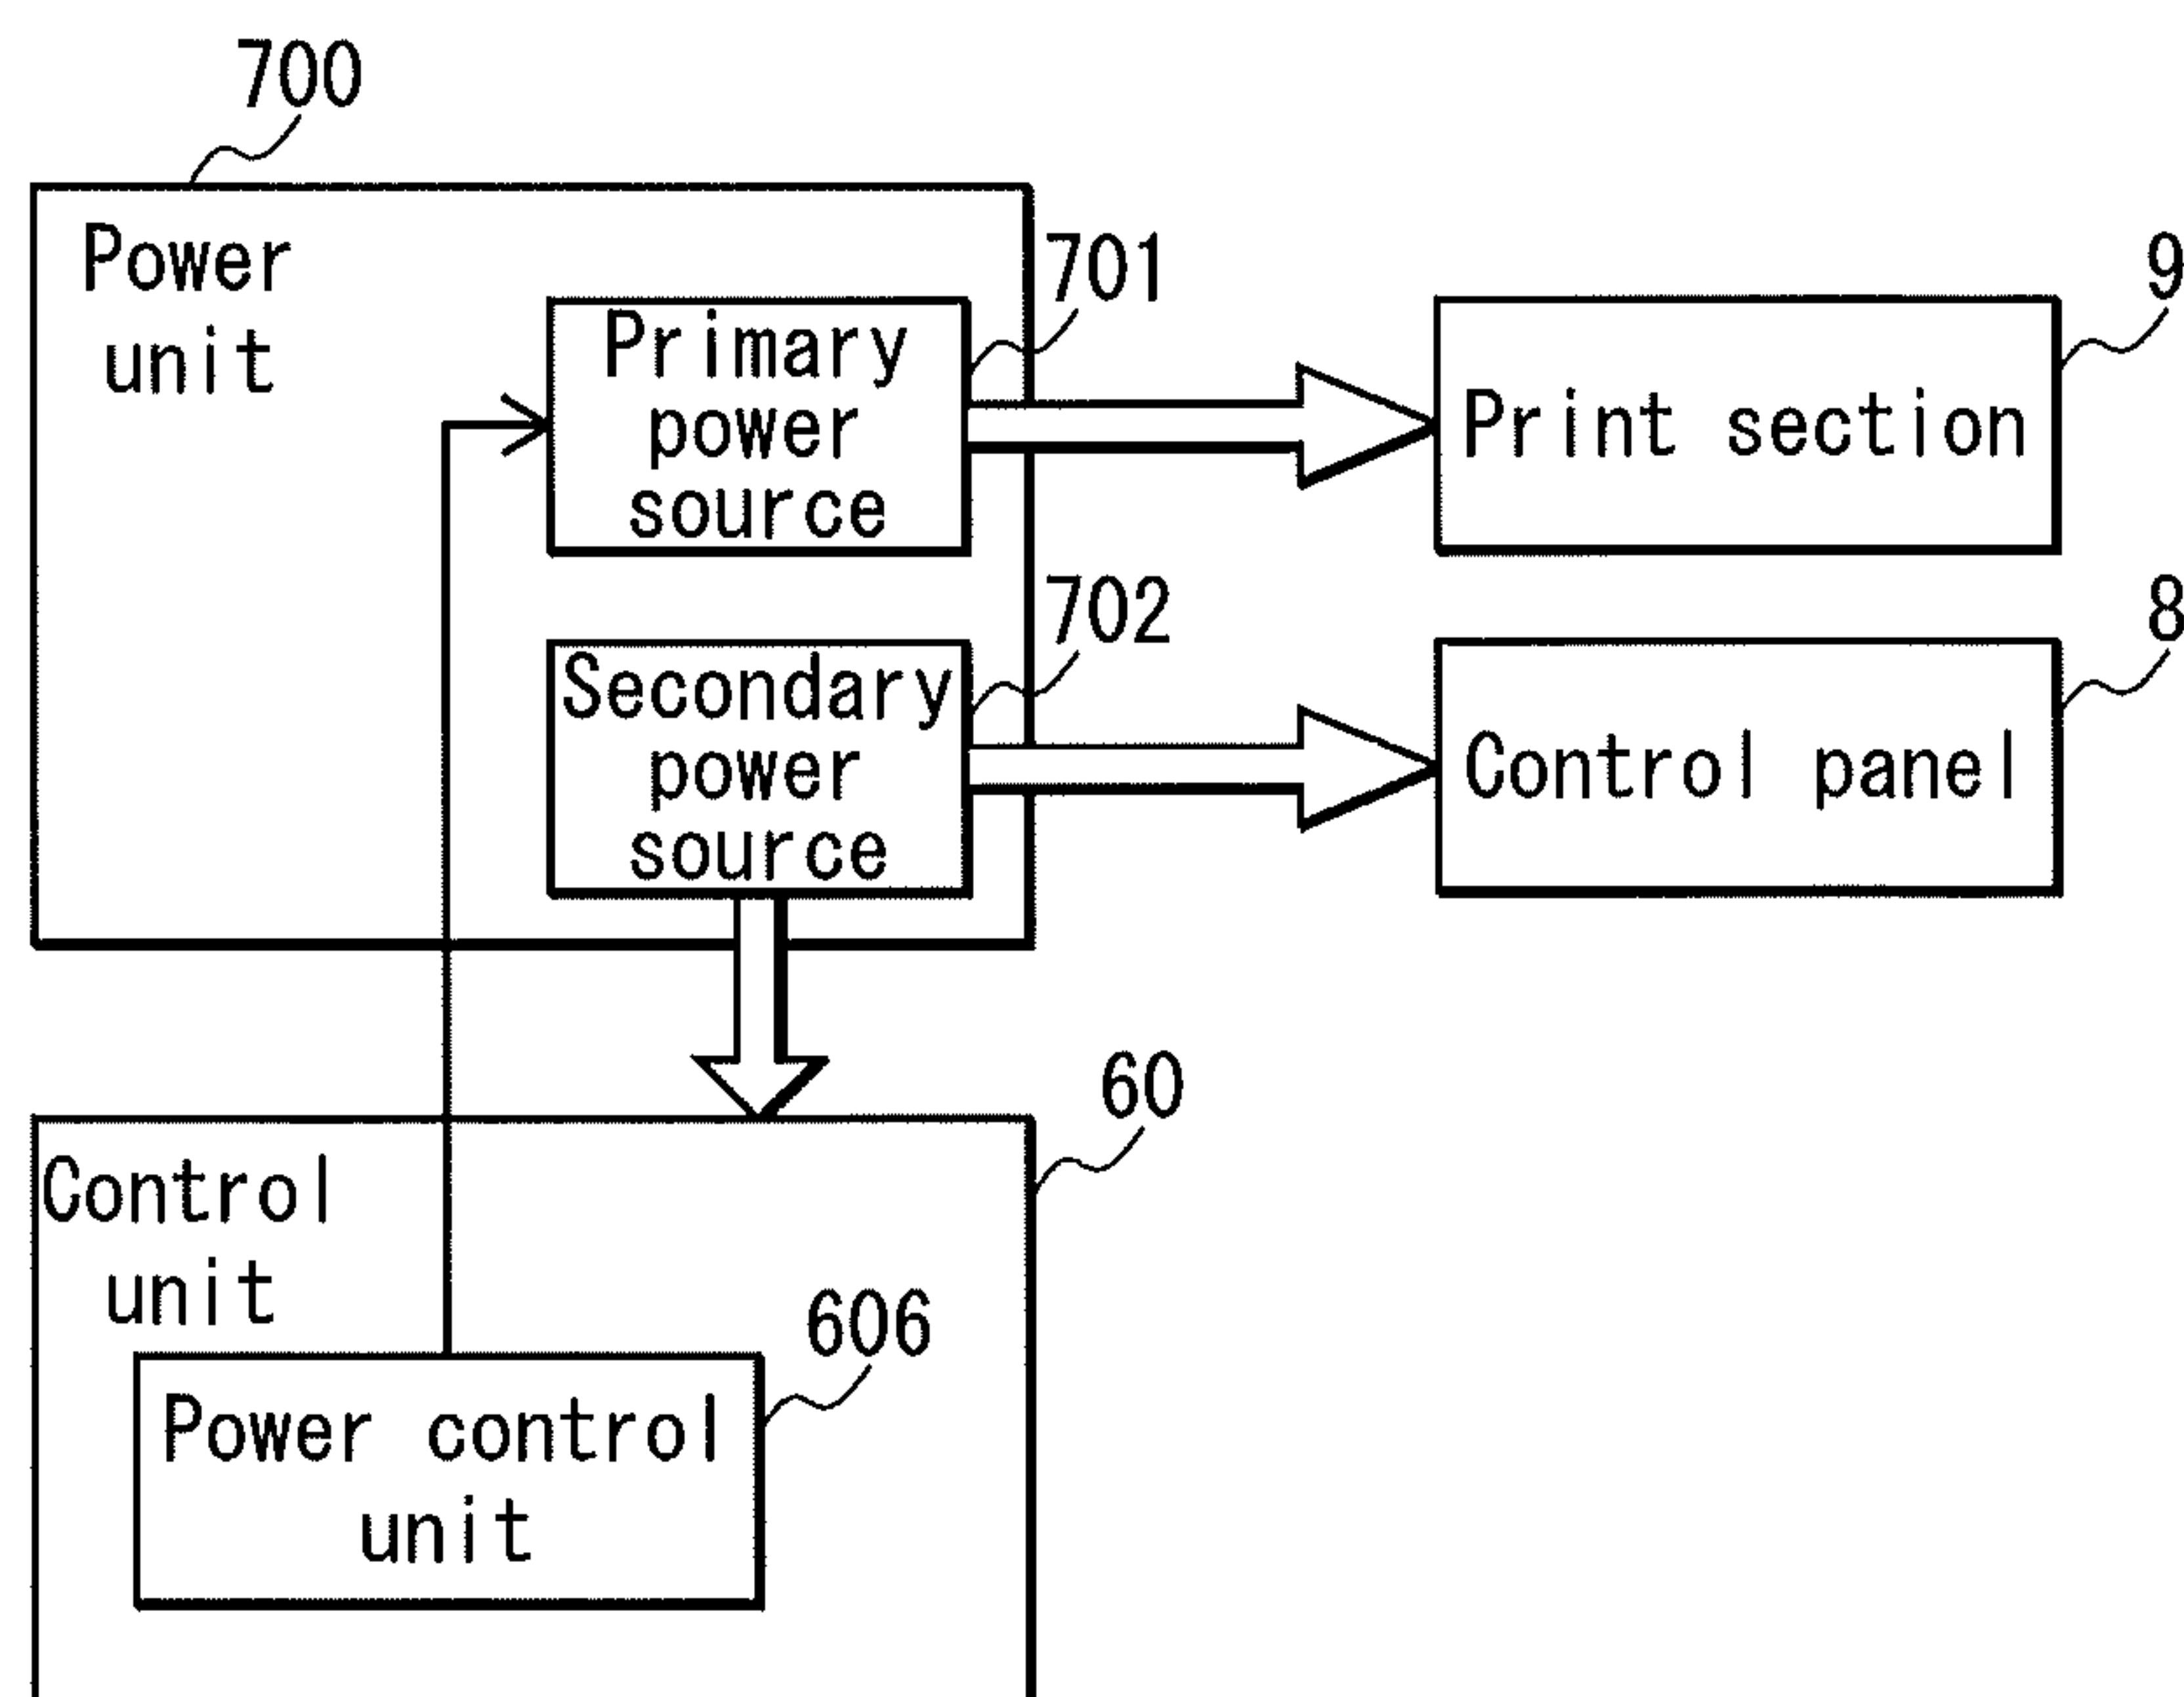 700
Power
unit
701
Primary
power
source
9
Print section
702
Secondary
power
source
8
Control panel
60
Control
unit
606
Power control
unit